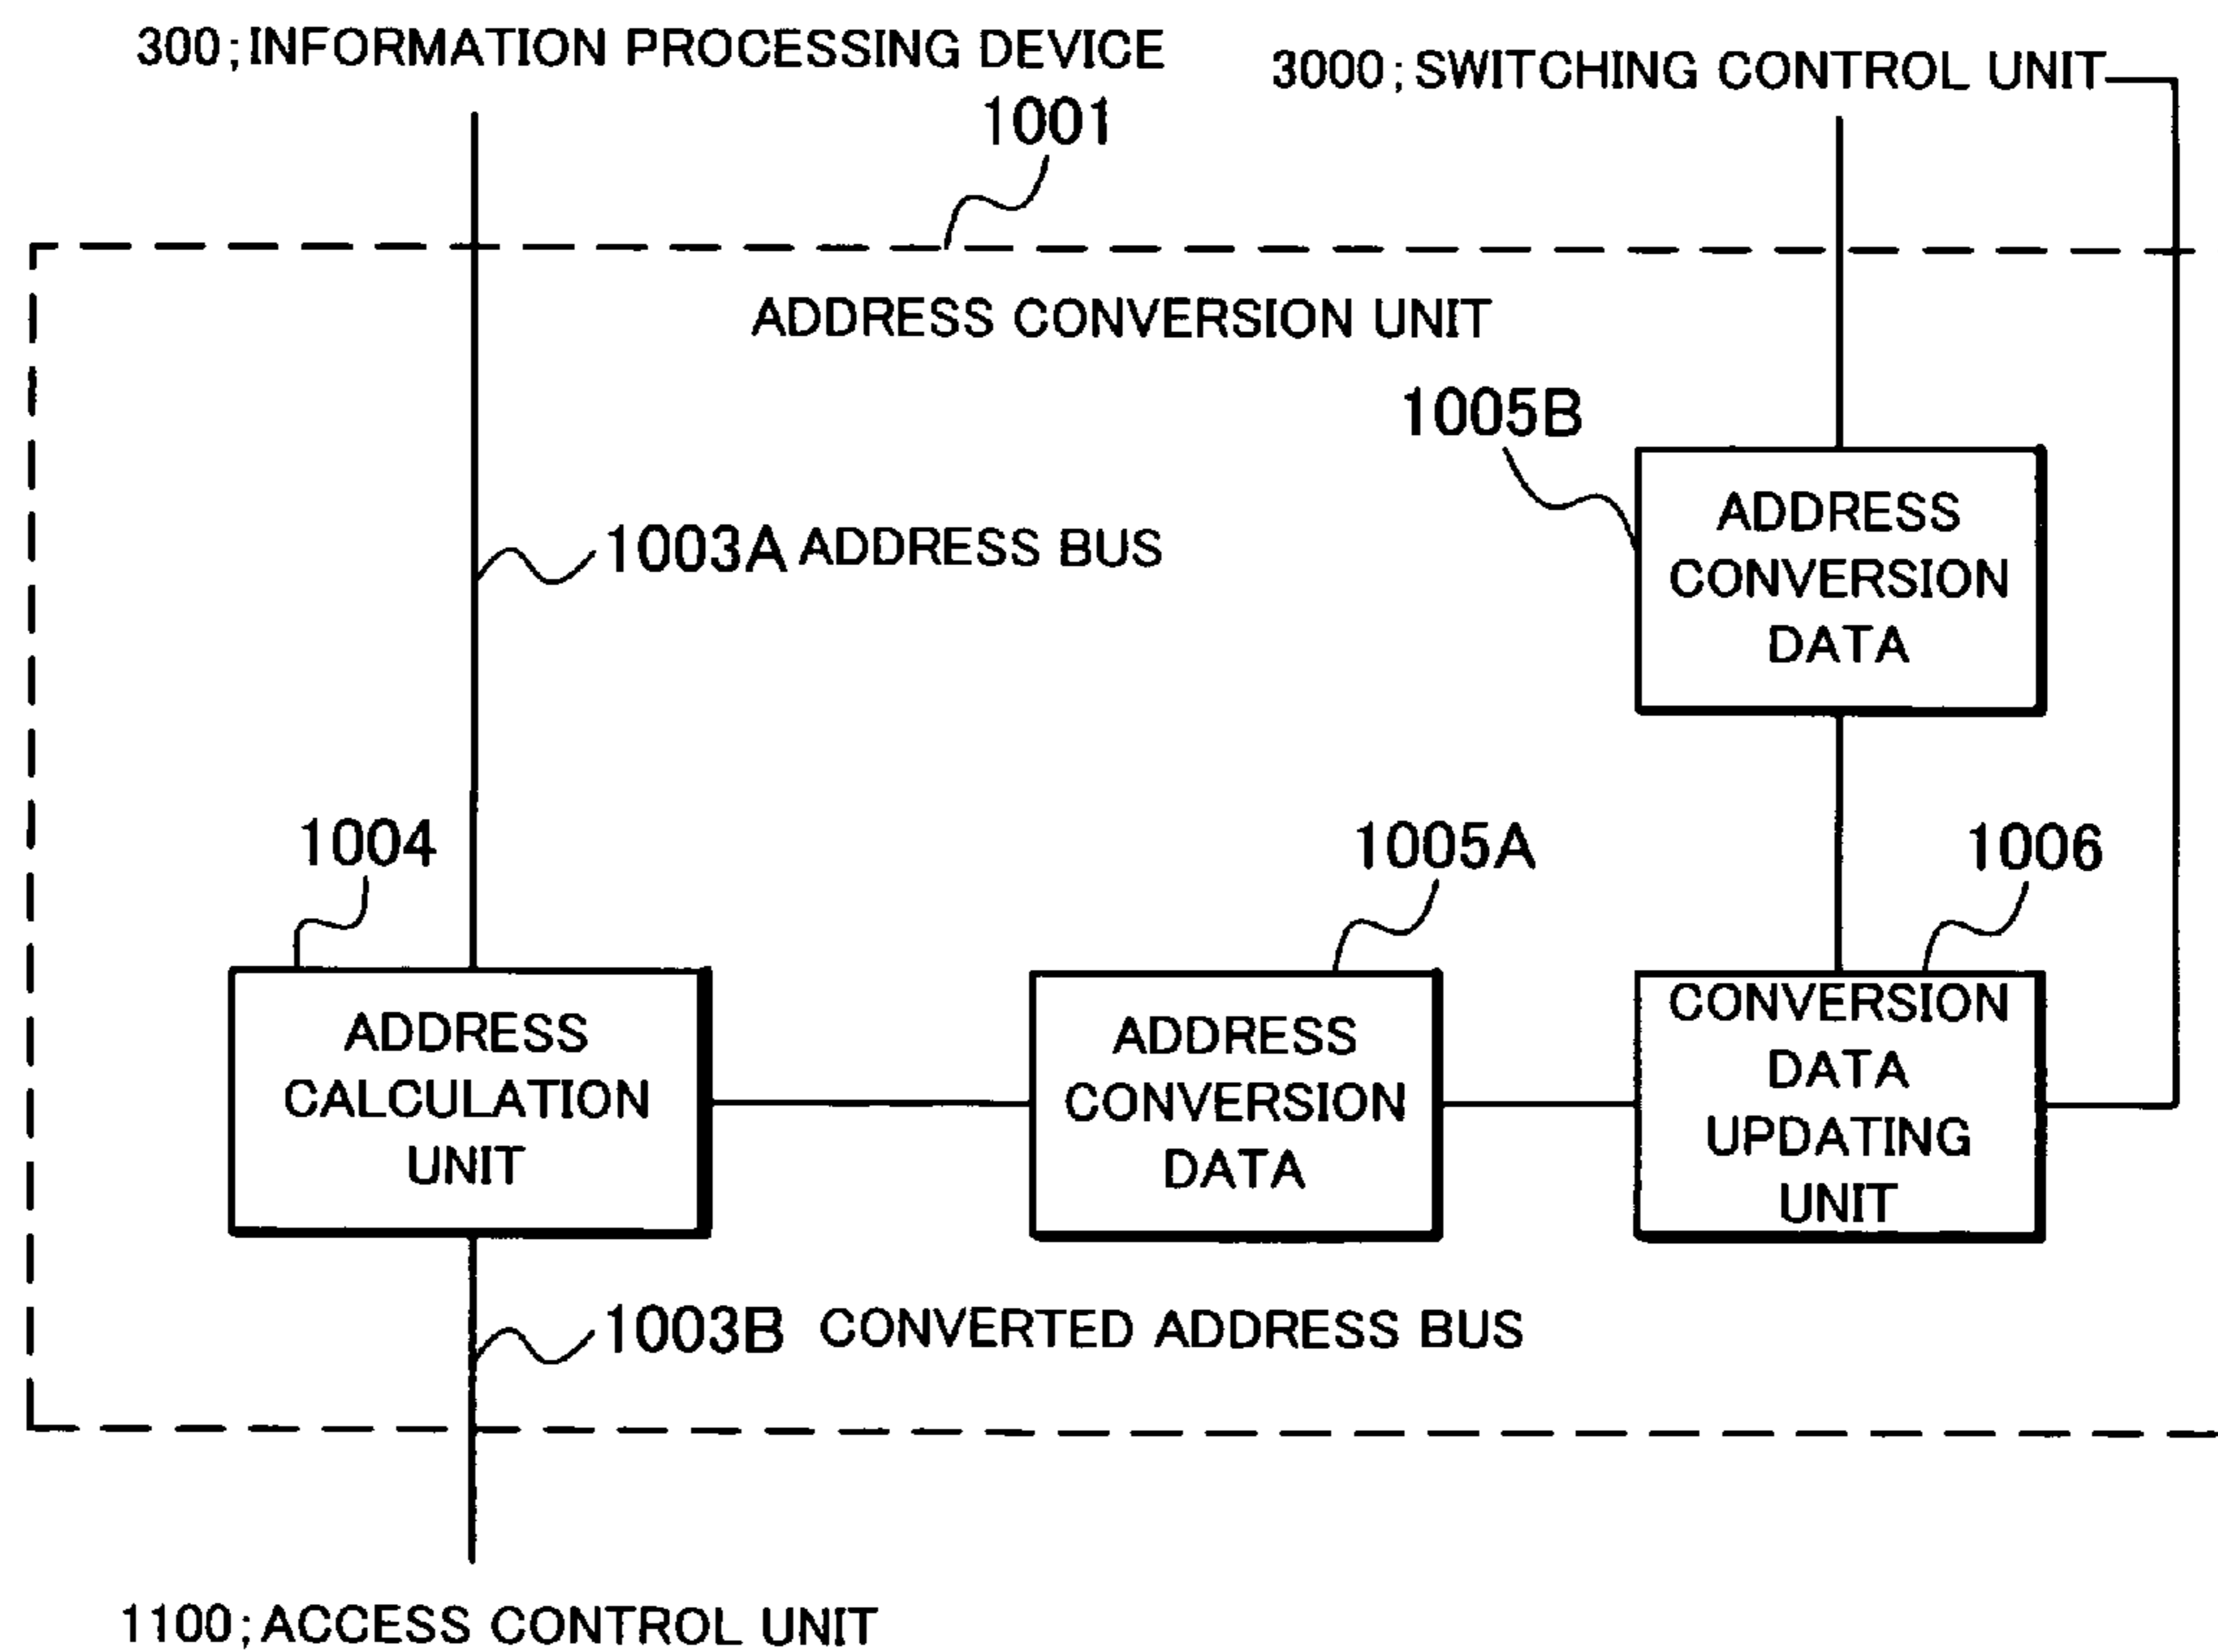 300;INFORMATION PROCESSING DEVICE
3000;SWITCHING CONTROL UNIT
1001
ADDRESS CONVERSION UNIT
1005B
ADDRESS
CONVERSION
DATA
1003A ADDRESS BUS
1004
1005A
1006
ADDRESS
CALCULATION
UNIT
ADDRESS
CONVERSION
DATA
CONVERSION
DATA
UPDATING
UNIT
1003B CONVERTED ADDRESS BUS
1100;ACCESS CONTROL UNIT